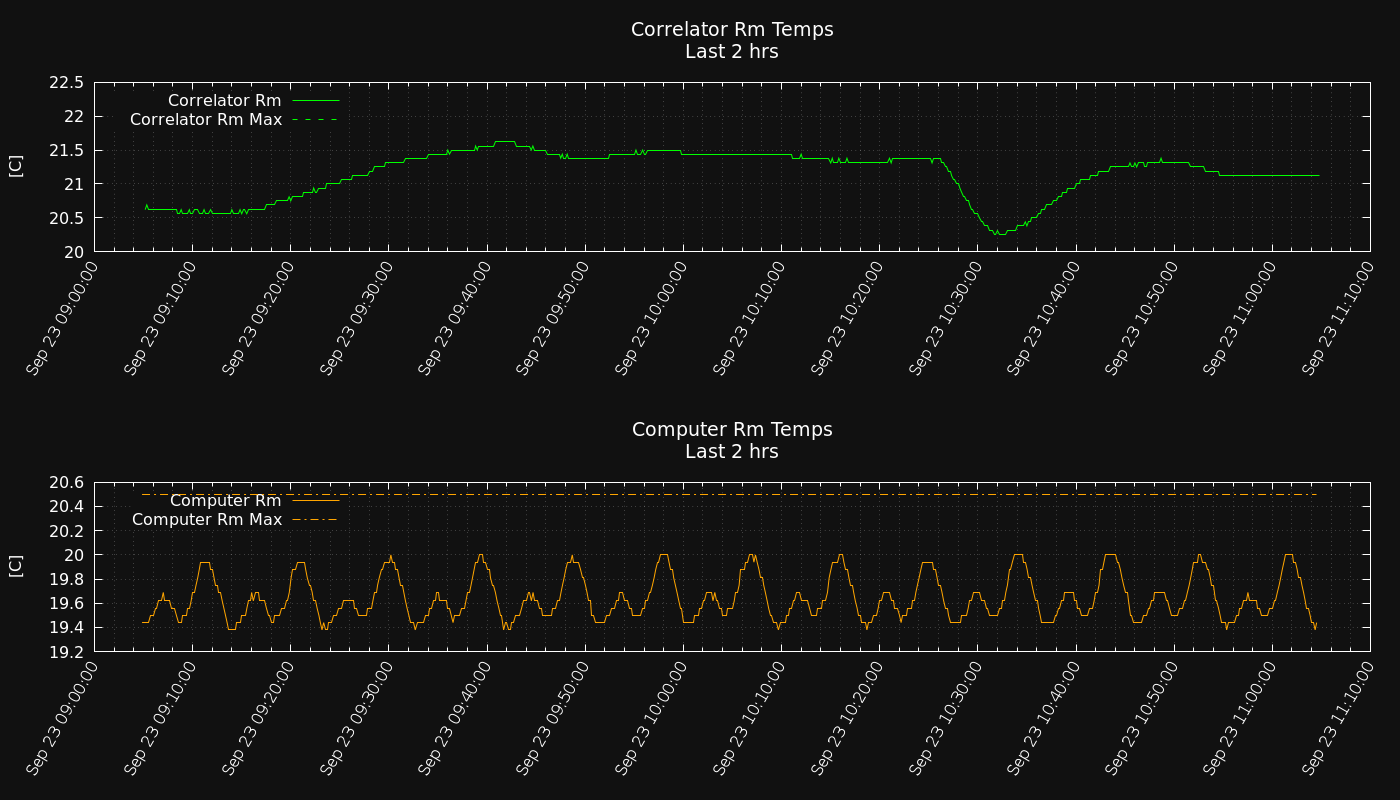 Correlator Rm Temps
Last 2 hrs
22.5
22
21.5
21
20.5
20
[C]
Correlator Rm
Correlator Rm Max
Sep 23 09:00:00
Sep 23 09:10:00
Sep 23 09:20:00
Sep 23 09:30:00
Sep 23 09:40:00
Sep 23 09:50:00
Sep 23 10:00:00
Sep 23 10:10:00
Sep 23 10:20:00
Sep 23 10:30:00
Sep 23 10:40:00
Sep 23 10:50:00
Sep 23 11:00:00
Sep 23 11:10:00
Computer Rm Temps
Last 2 hrs
20.6
20.4
20.2
20
19.8
19.6
19.4
19.2
[C]
Computer Rm
Computer Rm Max
Sep 23 09:00:00
Sep 23 09:10:00
Sep 23 09:20:00
Sep 23 09:30:00
Sep 23 09:40:00
Sep 23 09:50:00
Sep 23 10:00:00
Sep 23 10:10:00
Sep 23 10:20:00
Sep 23 10:30:00
Sep 23 10:40:00
Sep 23 10:50:00
Sep 23 11:00:00
Sep 23 11:10:00